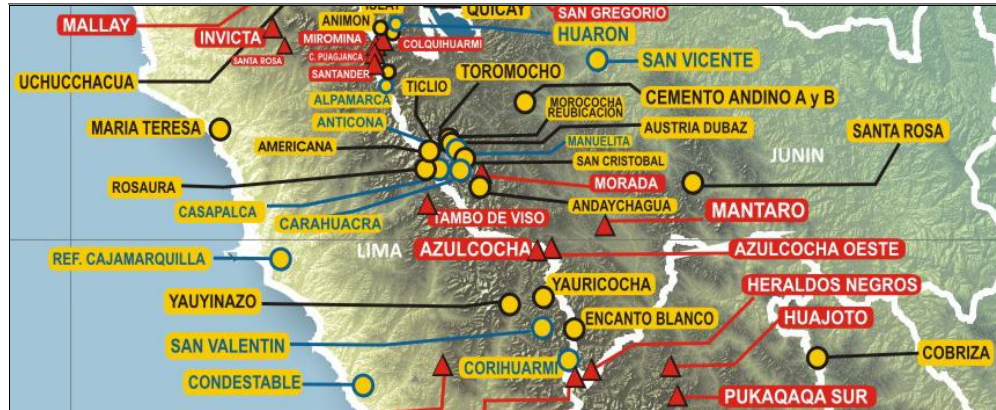 QUICAY
SAN GREGORIO
MALLAY
ANIMON
INVICTA
MIROMINA
COLQUIHUARMI
HUARON
SANTA ROSA
C. PUAGJANCA
SAN VICENTE
UCHUCCHACUA
SANTANDER
TICLIO
TOROMOCHO
ALPAMARCA
MOROCOCHA
REUBICACIÓN
CEMENTO ANDINO A y B
MARIA TERESA
ANTICONA
AUSTRIA DUBAZ
SANTA ROSA
AMERICANA
MANUELITA
JUNIN
SAN CRISTOBAL
ROSAURA
MORADA
CASAPALCA
ANDAYCHAGUA
CARAHUACRA
TAMBO DE VISO
MANTARO
LIMA
AZULCOCHA
AZULCOCHA OESTE
REF. CAJAMARQUILLA
YAURICOCHA
HERALDOS NEGROS
YAUYINAZO
ENCANTO BLANCO
HUAJOTO
SAN VALENTIN
CORIHUARMI
COBRIZA
CONDESTABLE
PUKAQAQA SUR